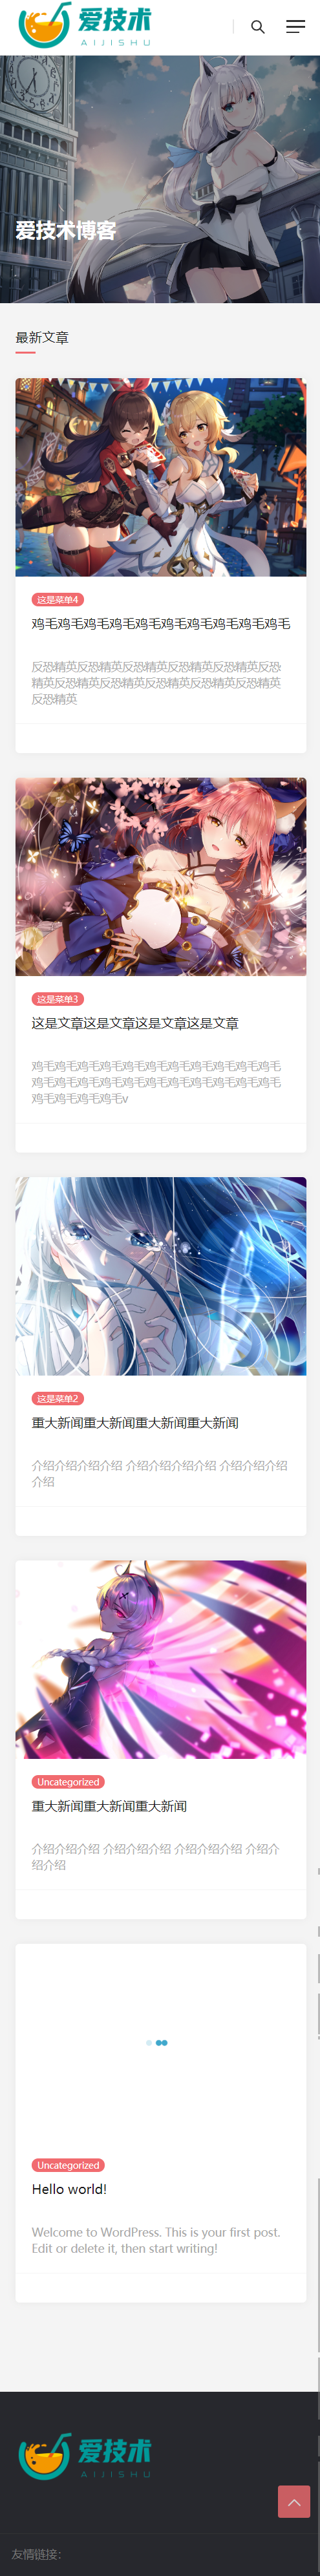 爱技术
AIJISHU
爱技术博客
最新文章
这是菜单4
鸡毛鸡毛鸡毛鸡毛鸡毛鸡毛鸡毛鸡毛鸡毛鸡毛
反恐精英反恐精英反恐精英反恐精英反恐精英反恐
精英反恐精英反恐精英反恐精英反恐精英反恐精英
反恐精英
这是菜单3
这是文章这是文章这是文章这是文章
鸡毛鸡毛鸡毛鸡毛鸡毛鸡毛鸡毛鸡毛鸡毛鸡毛鸡毛
鸡毛鸡毛鸡毛鸡毛鸡毛鸡毛鸡毛鸡毛鸡毛鸡毛鸡毛
鸡毛鸡毛鸡毛鸡毛v
这是菜单2
重大新闻重大新闻重大新闻重大新闻
介绍介绍介绍介绍 介绍介绍介绍介绍 介绍介绍介绍
介绍
Uncategorized
重大新闻重大新闻重大新闻
介绍介绍介绍 介绍介绍介绍 介绍介绍介绍 介绍介
绍介绍
Uncategorized
Hello world!
Welcome to WordPress. This is your first post.
Edit or delete it, then start writing!
爱技术
AIJISHU
友情链接: